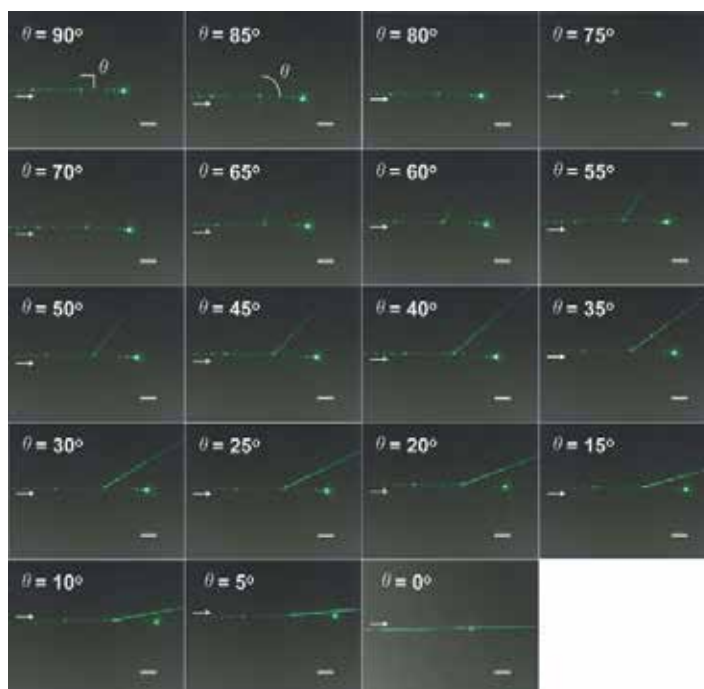 θ = 90°
θ
θ = 85°
θ
θ = 80°
θ = 75°
θ = 70°
θ = 65°
θ = 60°
θ = 55°
θ = 50°
θ = 45°
θ = 40°
θ = 35°
θ = 30°
θ = 25°
θ = 20°
θ = 15°
θ = 10°
θ = 5°
θ = 0°